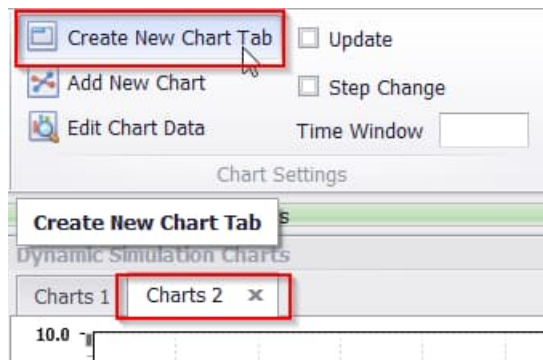 Create New Chart Tab
Update
Add New Chart
Step Change
Edit Chart Data
Time Window
Chart Settings
Create New Chart Tab
s
Dynamic Simulation Charts
Charts 1
Charts 2 ×
10.0